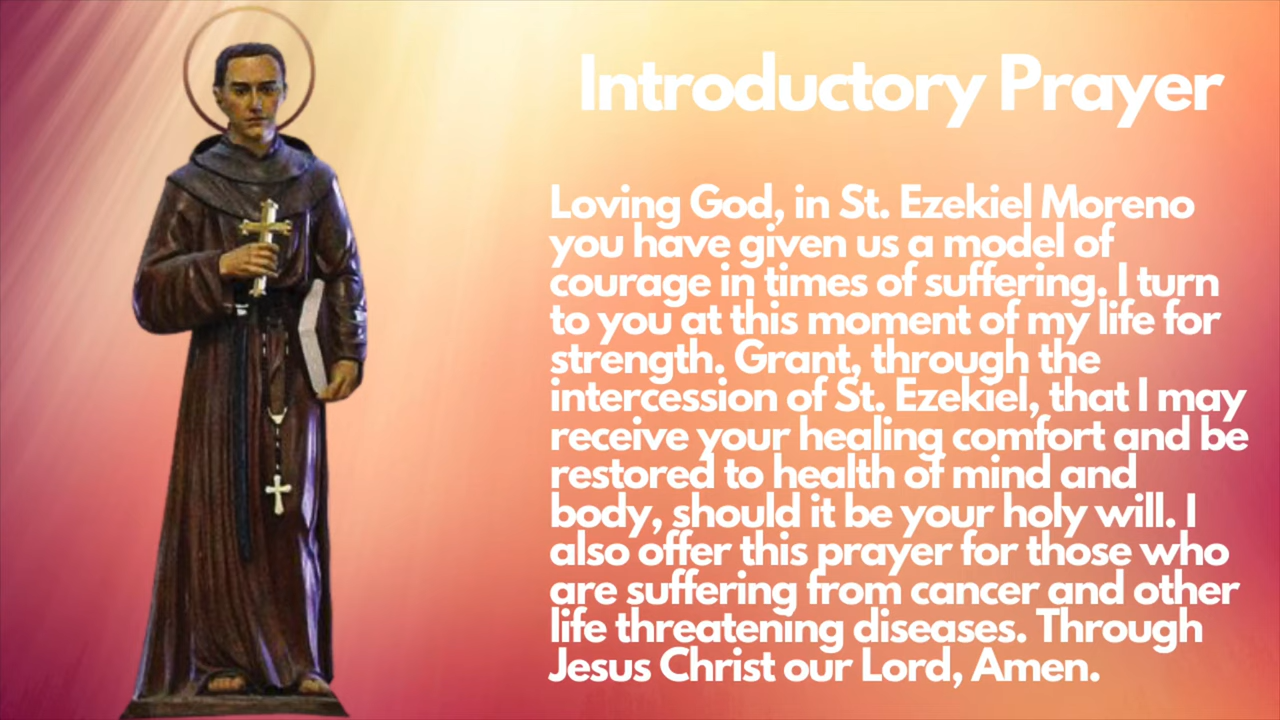 Introductory Prayer
Loving God, in St. Ezekiel Moreno
you have given us a model of
courage in times of suffering. I turn
to you at this moment of my life for
strength. Grant, through the
intercession of St. Ezekiel, that I may
receive your healing comfort and be
restored to health of mind and
body, should it be your holy will. I
also offer this prayer for those who
are suffering from cancer and other
life threatening diseases. Through
Jesus Christ our Lord, Amen.